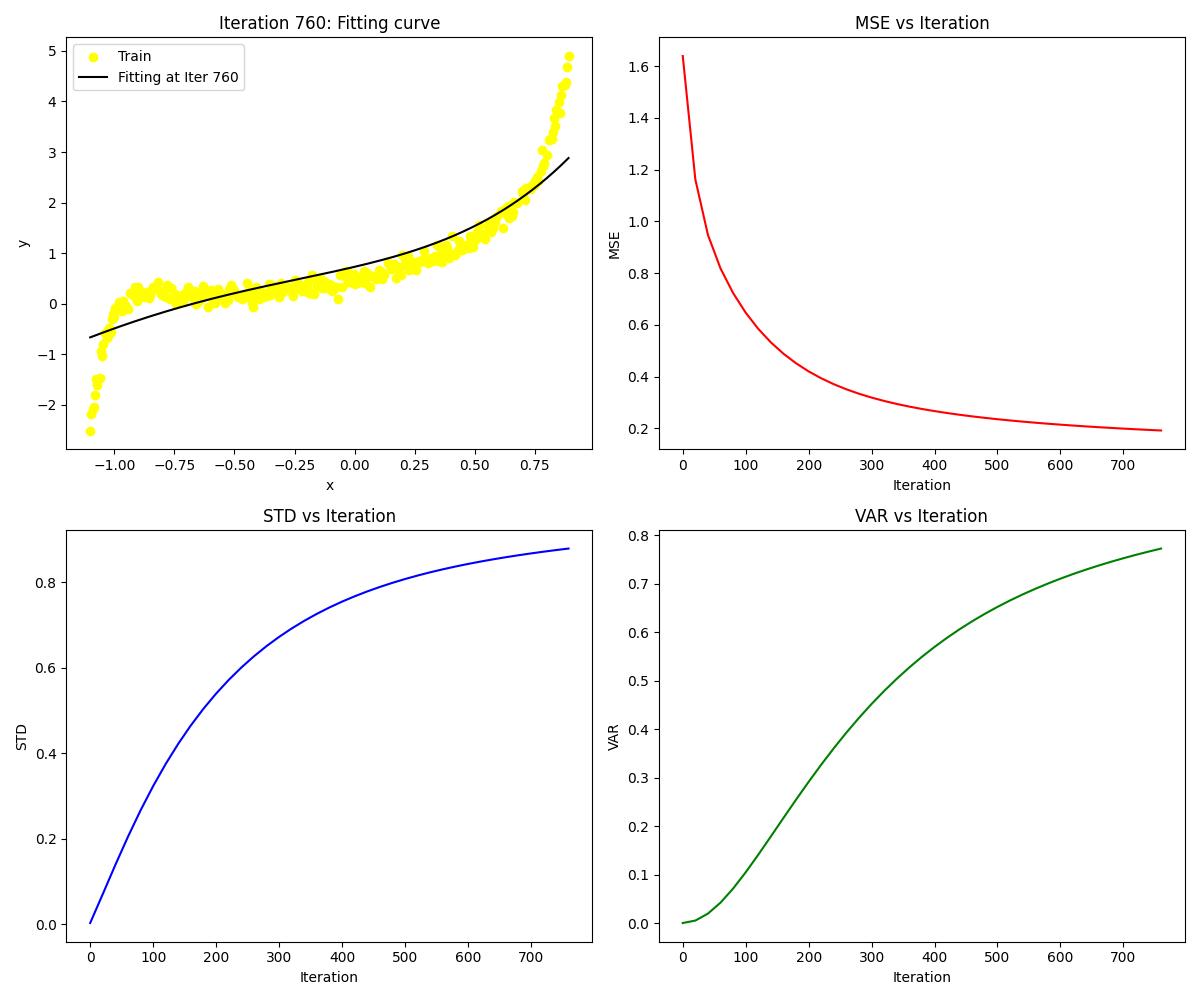 Iteration 760: Fitting curve
Train
Fitting at Iter 760
5
4
3
2
1
0
−1
−2
y
−1.00 −0.75 −0.50 −0.25 0.00 0.25 0.50 0.75
x
MSE vs Iteration
1.6
1.4
1.2
1.0
0.8
0.6
0.4
0.2
MSE
0 100 200 300 400 500 600 700
Iteration
STD vs Iteration
0.8
0.6
0.4
0.2
0.0
STD
0 100 200 300 400 500 600 700
Iteration
VAR vs Iteration
0.8
0.7
0.6
0.5
0.4
0.3
0.2
0.1
0.0
VAR
0 100 200 300 400 500 600 700
Iteration